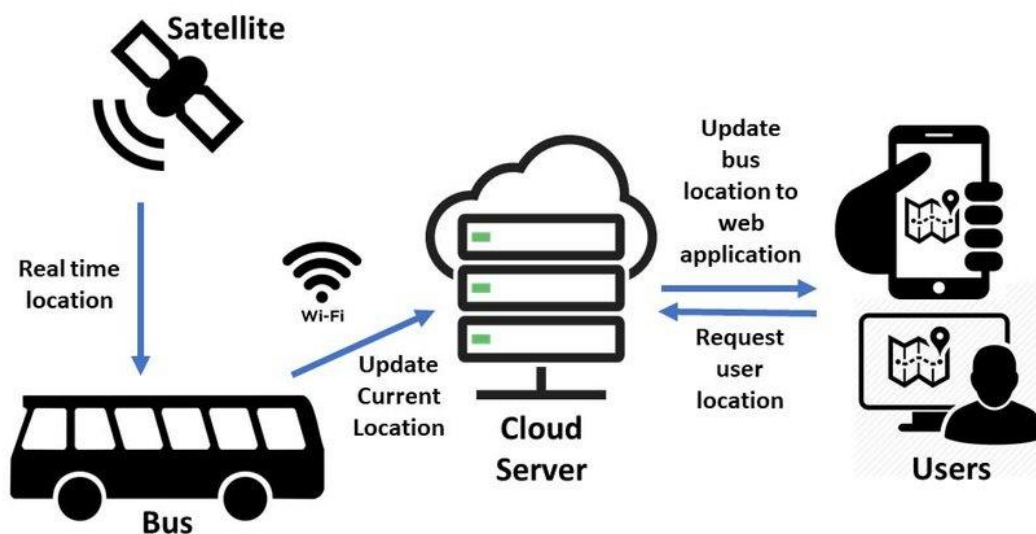 Satellite
Real time
location
Wi-Fi
Update
Current
Location
Bus
Cloud
Server
Update
bus
location to
web
application
Request
user
location
Users